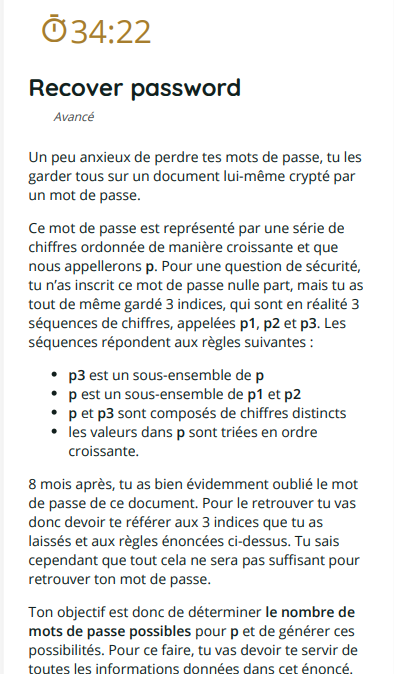 34:22
Recover password
Avancé
Un peu anxieux de perdre tes mots de passe, tu les
garder tous sur un document lui-même crypté par
un mot de passe.
Ce mot de passe est représenté par une série de
chiffres ordonnée de manière croissante et que
nous appellerons p. Pour une question de sécurité,
tu n'as inscrit ce mot de passe nulle part, mais tu as
tout de même gardé 3 indices, qui sont en réalité 3
séquences de chiffres, appelées p1, p2 et p3. Les
séquences répondent aux règles suivantes :
• p3 est un sous-ensemble de p
• p est un sous-ensemble de p1 et p2
• p et p3 sont composés de chiffres distincts
• les valeurs dans p sont triées en ordre
croissante.
8 mois après, tu as bien évidemment oublié le mot
de passe de ce document. Pour le retrouver tu vas
donc devoir te référer aux 3 indices que tu as
laissés et aux règles énoncées ci-dessus. Tu sais
cependant que tout cela ne sera pas suffisant pour
retrouver ton mot de passe.
Ton objectif est donc de déterminer le nombre de
mots de passe possibles pour p et de générer ces
possibilités. Pour ce faire, tu vas devoir te servir de
toutes les informations données dans cet énoncé.